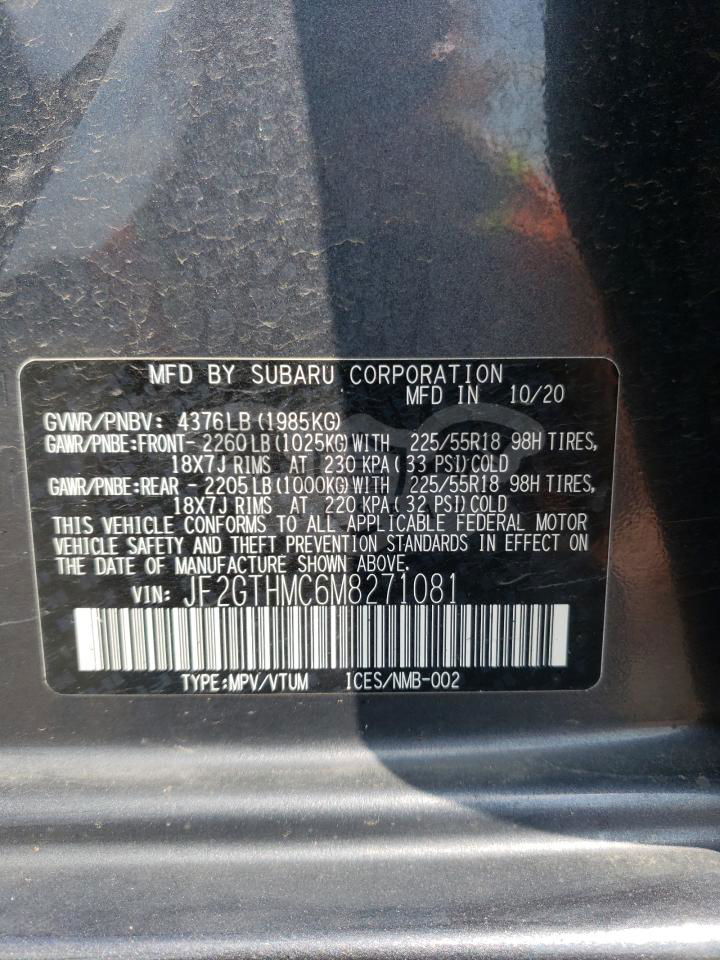 MFD BY SUBARU CORPORATION
MFD IN 10/20
GVWR/PNBV: 4376LB (1985KG)
GAWR/PNBE:FRONT- 2260LB (1025KG)WITH 225/55R18 98H TIRES,
18X7J RIMS AT 230 KPA( 33 PSI)COLD
GAWR/PNBE:REAR - 2205LB (1000KG)WITH 225/55R18 98H TIRES,
18X7J RIMS AT 220 KPA( 32 PSI)COLD
THIS VEHICLE CONFORMS TO ALL APPLICABLE FEDERAL MOTOR
VEHICLE SAFETY AND THEFT PREVENTION STANDARDS IN EFFECT ON
THE DATE OF MANUFACTURE SHOWN ABOVE.
VIN: JF2GTHMC6M8271081
TYPE:MPV/VTUM ICES/NMB-002